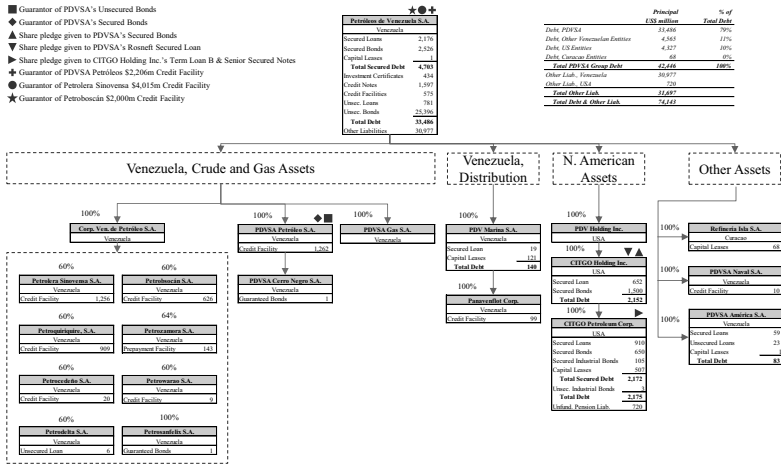 Guarantor of PDVSA's Unsecured Bonds
Guarantor of PDVSA's Secured Bonds
Share pledge given to PDVSA's Secured Bonds
Share pledge given to PDVSA's Rosneft Secured Loan
Share pledge given to CITGO Holding Inc.'s Term Loan B & Senior Secured Notes
Guarantor of PDVSA Petróleos $2,206m Credit Facility
Guarantor of Petrolera Sinovensa $4,015m Credit Facility
Guarantor of Petroboscán $2,000m Credit Facility
Petróleos de Venezuela S.A.
Venezuela
Secured Loans 2,176
Secured Bonds 2,526
Capital Leases 1
Total Secured Debt 4,703
Investment Certificates 434
Credit Notes 1,597
Credit Facilities 575
Unsec. Loans 781
Unsec. Bonds 25,396
Total Debt 33,486
Other Liabilities 30,977
Principal % of
US$ million Total Debt
Debt, PDVSA 33,486 79%
Debt, Other Venezuelan Entities 4,565 11%
Debt, US Entities 4,327 10%
Debt, Curacao Entities 68 0%
Total PDVSA Group Debt 42,446 100%
Other Liab., Venezuela 30,977
Other Liab., USA 720
Total Other Liab. 31,697
Total Debt & Other Liab. 74,143
Venezuela, Crude and Gas Assets
Venezuela, Distribution
N. American Assets
Other Assets
100%
Corp. Ven. de Petróleo S.A.
Venezuela
60%
Petrolera Sinovensa S.A.
Venezuela
Credit Facility 1,256
60%
Petroboscán S.A.
Venezuela
Credit Facility 626
60%
Petroquiriquire, S.A.
Venezuela
Credit Facility 909
64%
Petrozamora S.A.
Venezuela
Prepayment Facility 143
60%
Petrocedeño S.A.
Venezuela
Credit Facility 20
60%
Petrowarao S.A.
Venezuela
Credit Facility 9
60%
Petrodelta S.A.
Venezuela
Unsecured Loan 6
100%
Petrosanfelix S.A.
Venezuela
Guaranteed Bonds 1
100%
PDVSA Petróleo S.A.
Venezuela
Credit Facility 1,262
PDVSA Cerro Negro S.A.
Venezuela
Guaranteed Bonds 1
100%
PDVSA Gas S.A.
Venezuela
100%
PDV Marina S.A.
Venezuela
Secured Loan 19
Capital Leases 121
Total Debt 140
Panavenflot Corp.
Venezuela
Credit Facility 99
100%
PDV Holding Inc.
USA
100%
CITGO Holding Inc.
USA
Secured Loan 652
Secured Bonds 1,500
Total Debt 2,152
100%
CITGO Petroleum Corp.
USA
Secured Loans 910
Secured Bonds 650
Secured Industrial Bonds 105
Capital Leases 507
Total Secured Debt 2,172
Unsec. Industrial Bonds 3
Total Debt 2,175
Unfund. Pension Liab. 720
100%
Refinería Isla S.A.
Curacao
Capital Leases 68
100%
PDVSA Naval S.A.
Venezuela
Credit Facility 10
100%
PDVSA América S.A.
Venezuela
Secured Loans 59
Unsecured Loans 23
Capital Leases 1
Total Debt 83